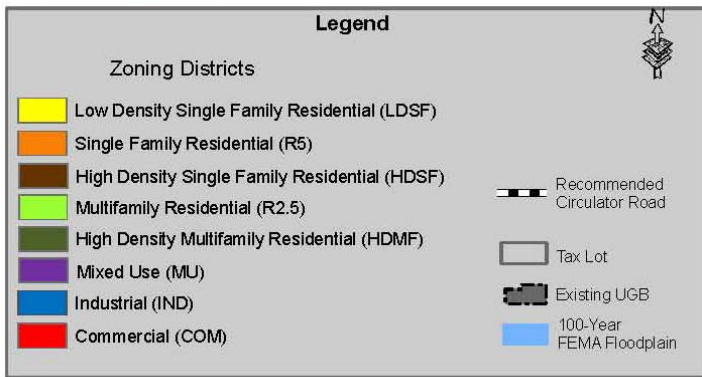 Legend
N
Zoning Districts
Low Density Single Family Residential (LDSF)
Single Family Residential (R5)
High Density Single Family Residential (HDSF)
Multifamily Residential (R2.5)
High Density Multifamily Residential (HDMF)
Mixed Use (MU)
Industrial (IND)
Commercial (COM)
Recommended
Circulator Road
Tax Lot
Existing UGB
100-Year
FEMA Floodplain